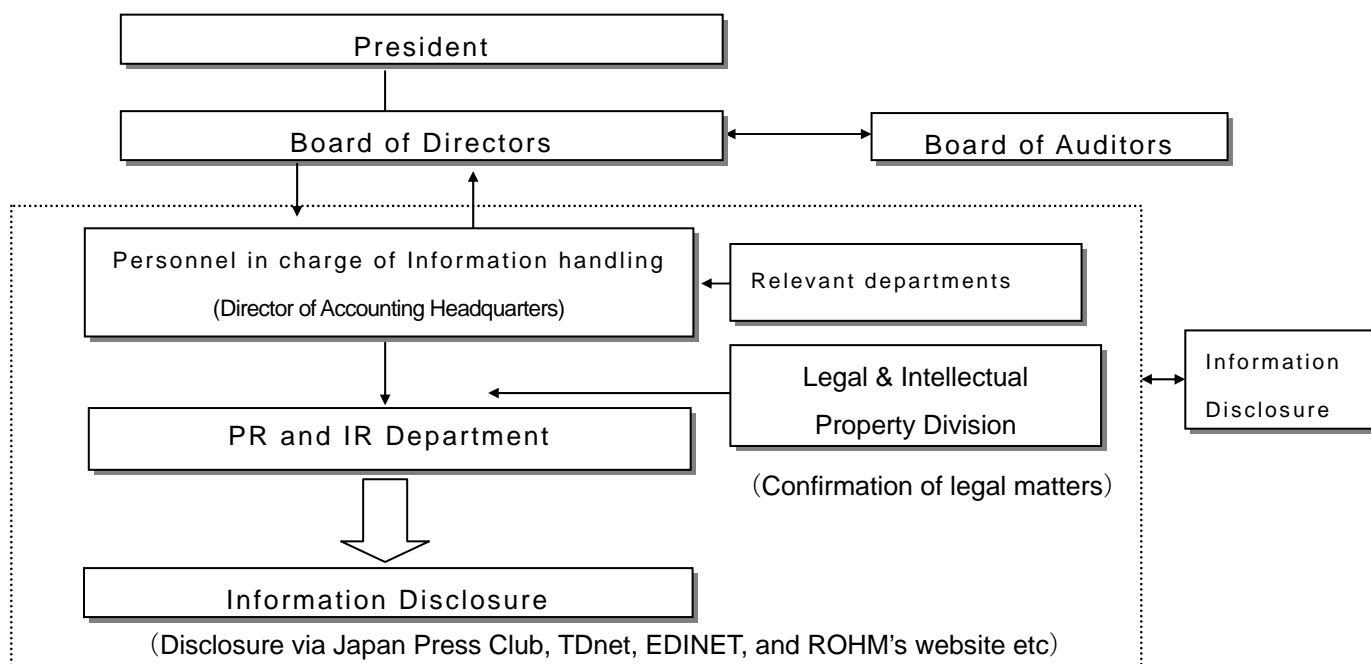 President
Board of Directors
Board of Auditors
Personnel in charge of Information handling
(Director of Accounting Headquarters)
Relevant departments
Legal & Intellectual
Property Division
Information
Disclosure
PR and IR Department
（Confirmation of legal matters）
Information Disclosure
（Disclosure via Japan Press Club, TDnet, EDINET, and ROHM's website etc）